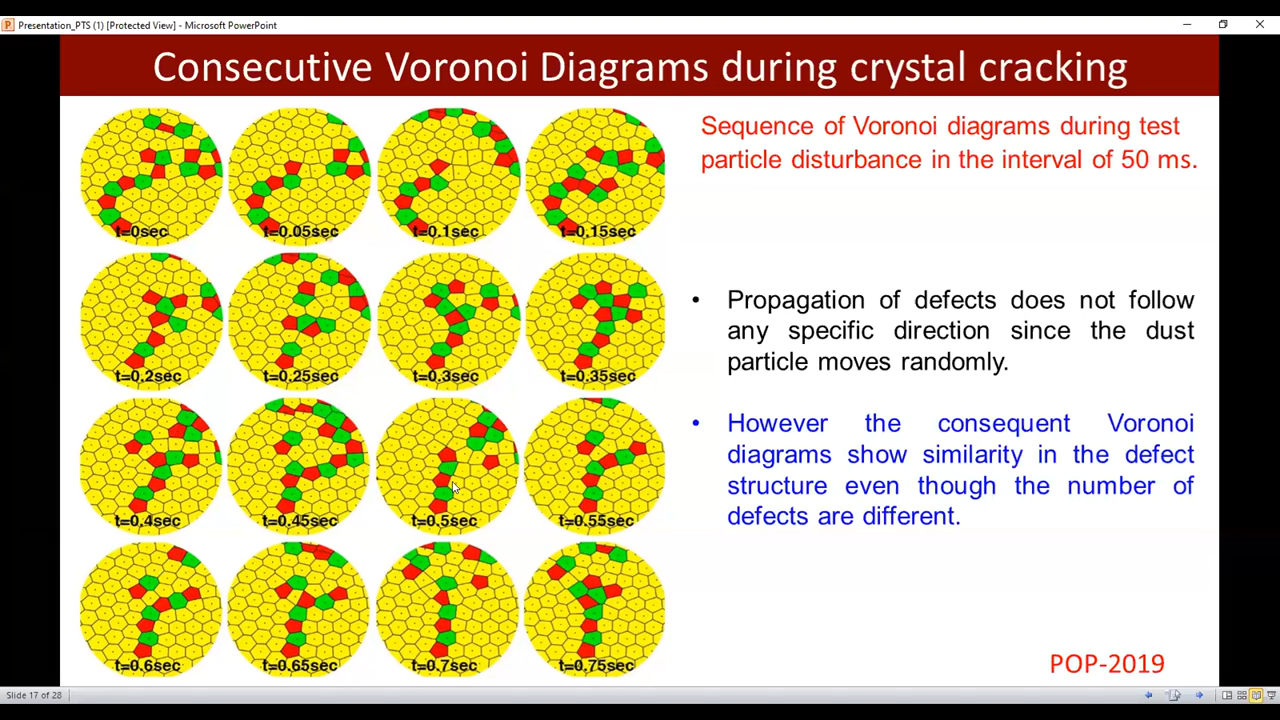 Presentation_PTS (1) [Protected View] - Microsoft PowerPoint
Consecutive Voronoi Diagrams during crystal cracking
Sequence of Voronoi diagrams during test
particle disturbance in the interval of 50 ms.
t=0sec
t=0.05sec
t=0.1sec
t=0.15sec
t=0.2sec
t=0.25sec
t=0.3sec
t=0.35sec
t=0.4sec
t=0.45sec
t=0.5sec
t=0.55sec
t=0.6sec
t=0.65sec
t=0.7sec
t=0.75sec
• Propagation of defects does not follow
any specific direction since the dust
particle moves randomly.
• However the consequent Voronoi
diagrams show similarity in the defect
structure even though the number of
defects are different.
POP-2019
Slide 17 of 28